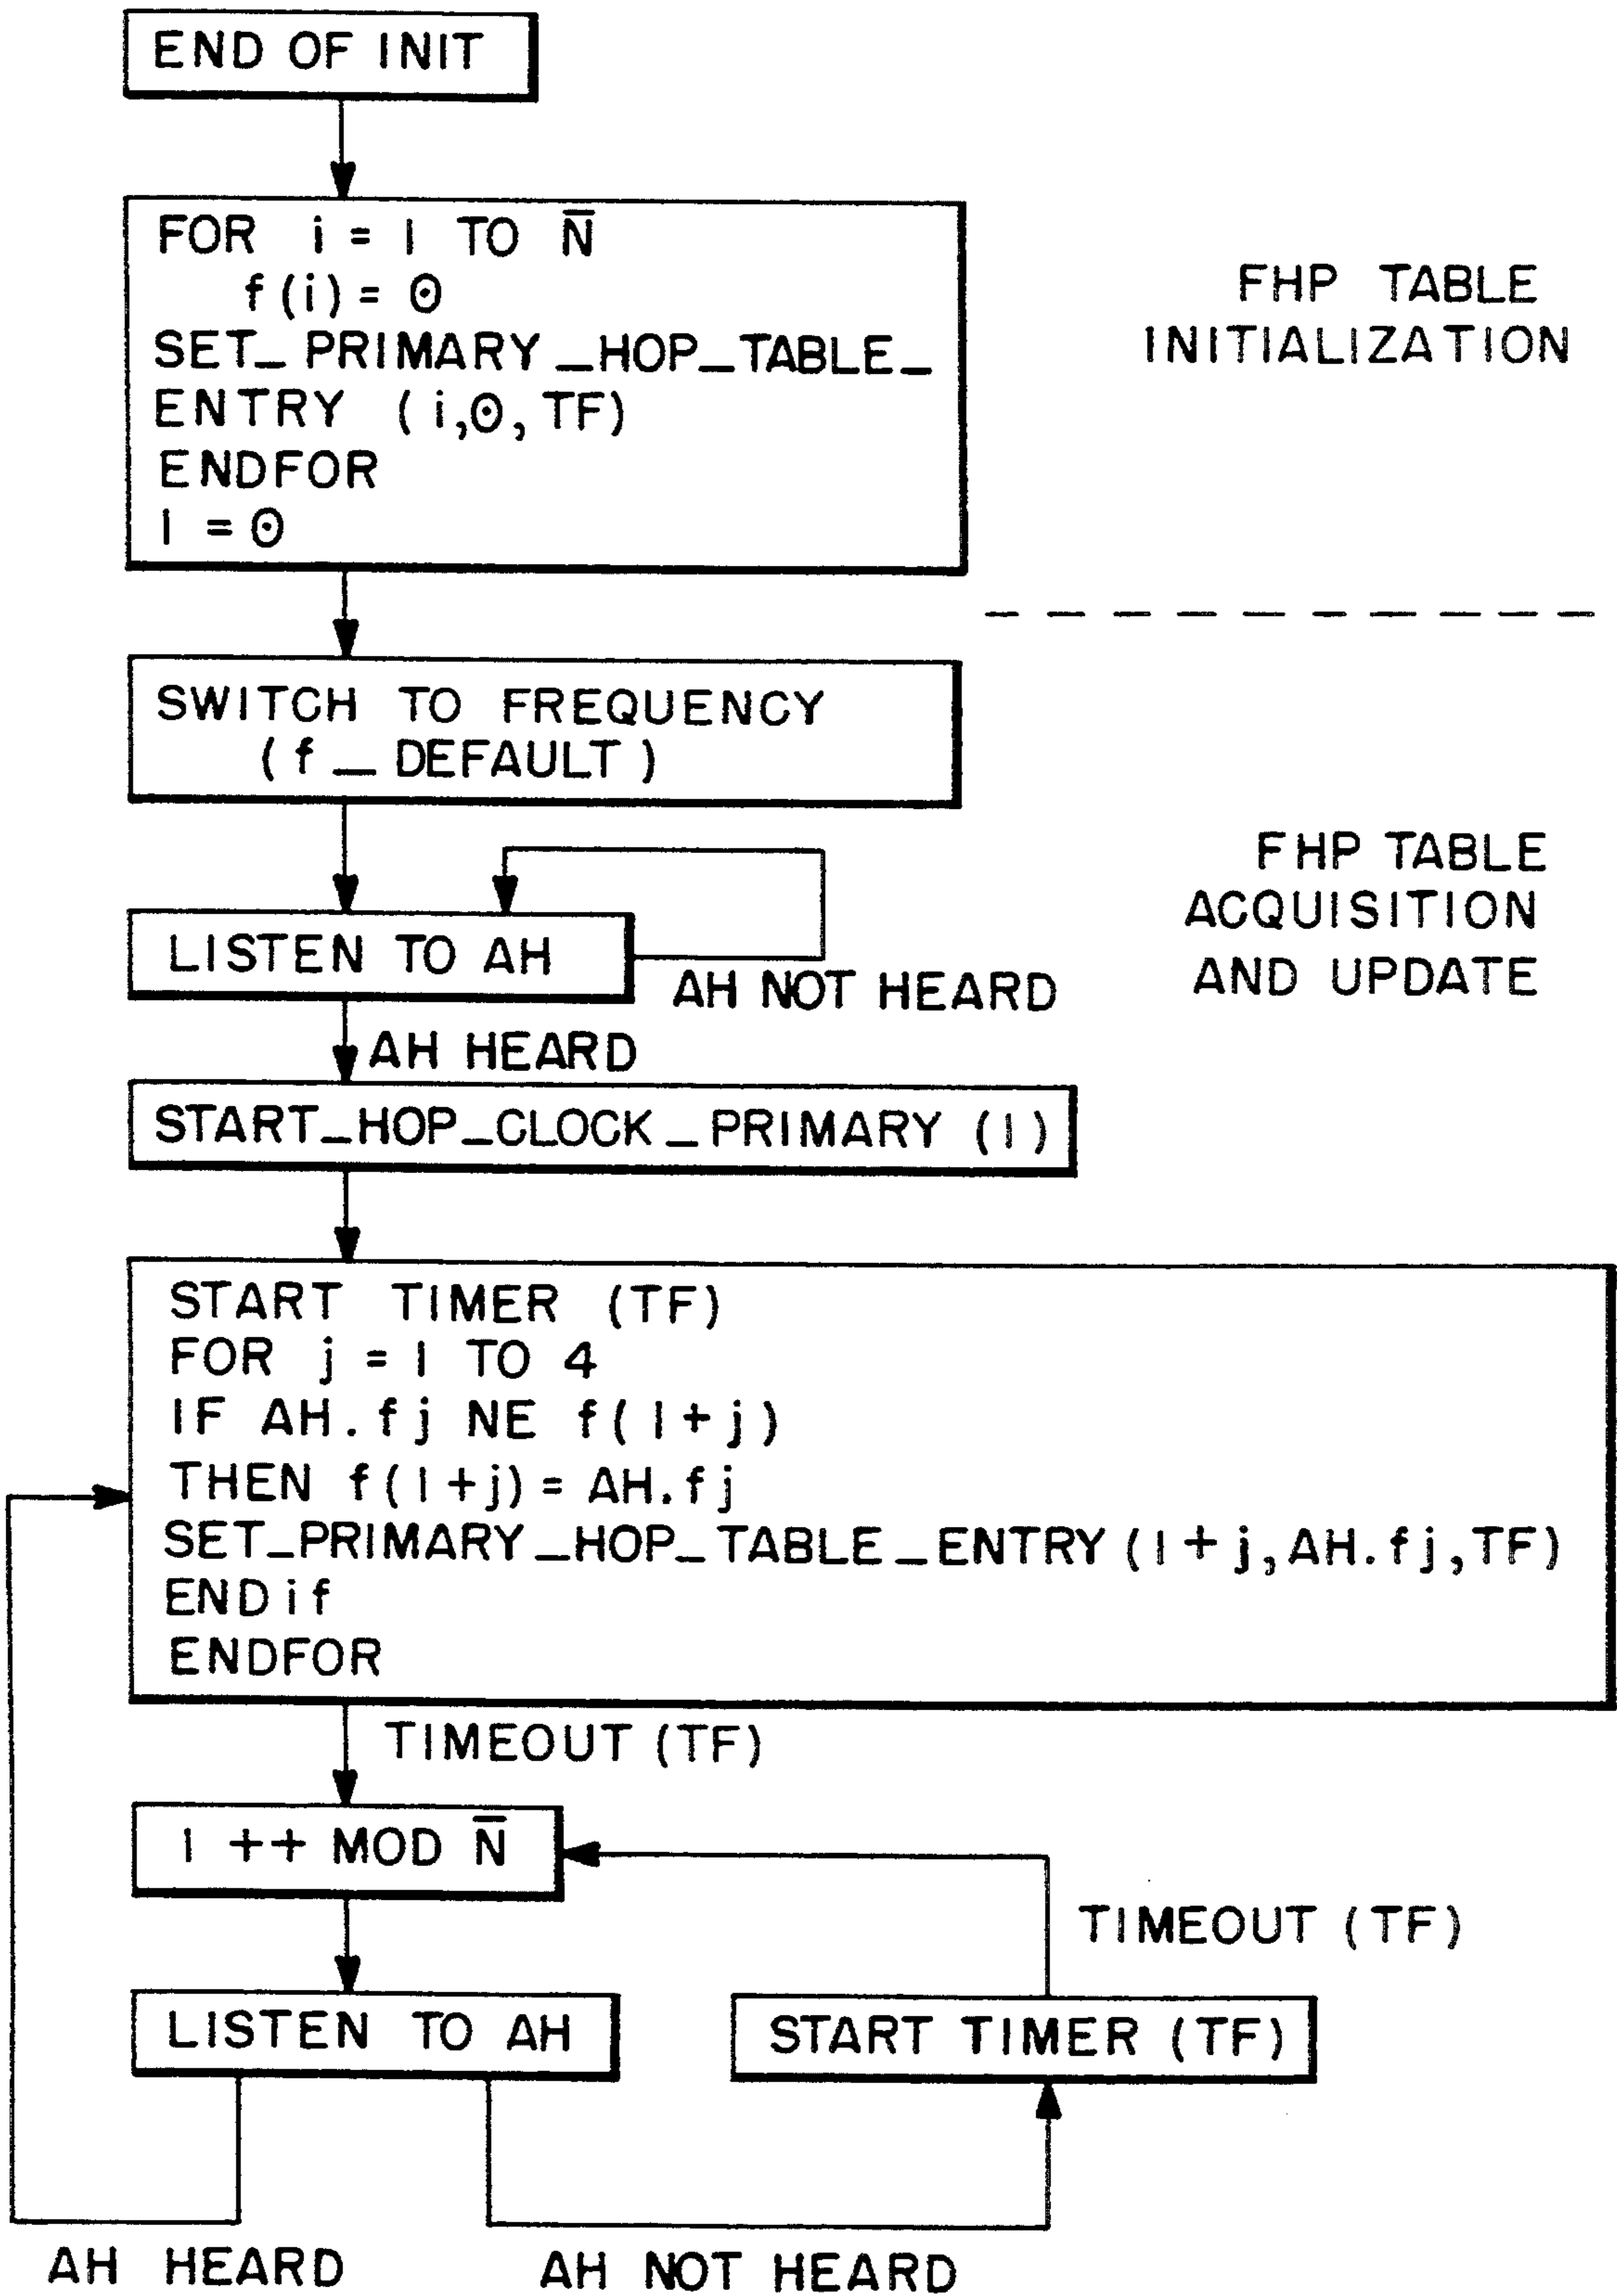 END OF INIT
FOR i = 1 TO N̅
f(i) = 0
SET_PRIMARY_HOP_TABLE_
ENTRY (i,0,TF)
ENDFOR
I = 0
FHP TABLE
INITIALIZATION
SWITCH TO FREQUENCY
(f_DEFAULT)
LISTEN TO AH
AH NOT HEARD
FHP TABLE
ACQUISITION
AND UPDATE
AH HEARD
START_HOP_CLOCK_PRIMARY (I)
START TIMER (TF)
FOR j = 1 TO 4
IF AH.fj NE f(I+j)
THEN f(I+j) = AH.fj
SET_PRIMARY_HOP_TABLE_ENTRY (I+j,AH.fj,TF)
ENDif
ENDFOR
TIMEOUT (TF)
I ++ MOD N̅
TIMEOUT (TF)
LISTEN TO AH
START TIMER (TF)
AH HEARD
AH NOT HEARD